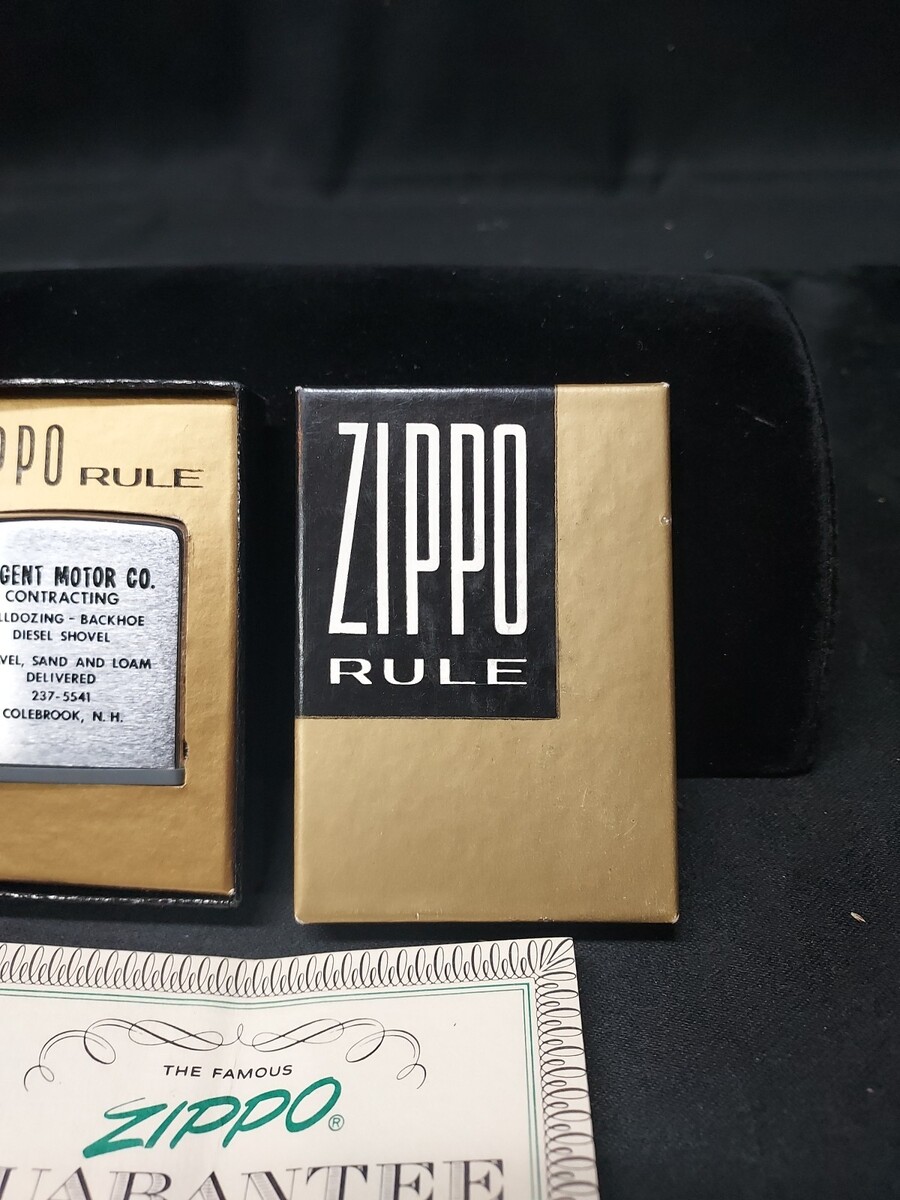 PPO RULE
GENT MOTOR CO.
CONTRACTING
LLDOZING - BACKHOE
DIESEL SHOVEL
VEL, SAND AND LOAM
DELIVERED
237-5541
COLEBROOK, N. H.
ZIPPO
RULE
THE FAMOUS
ZIPPO®
UARANTEE